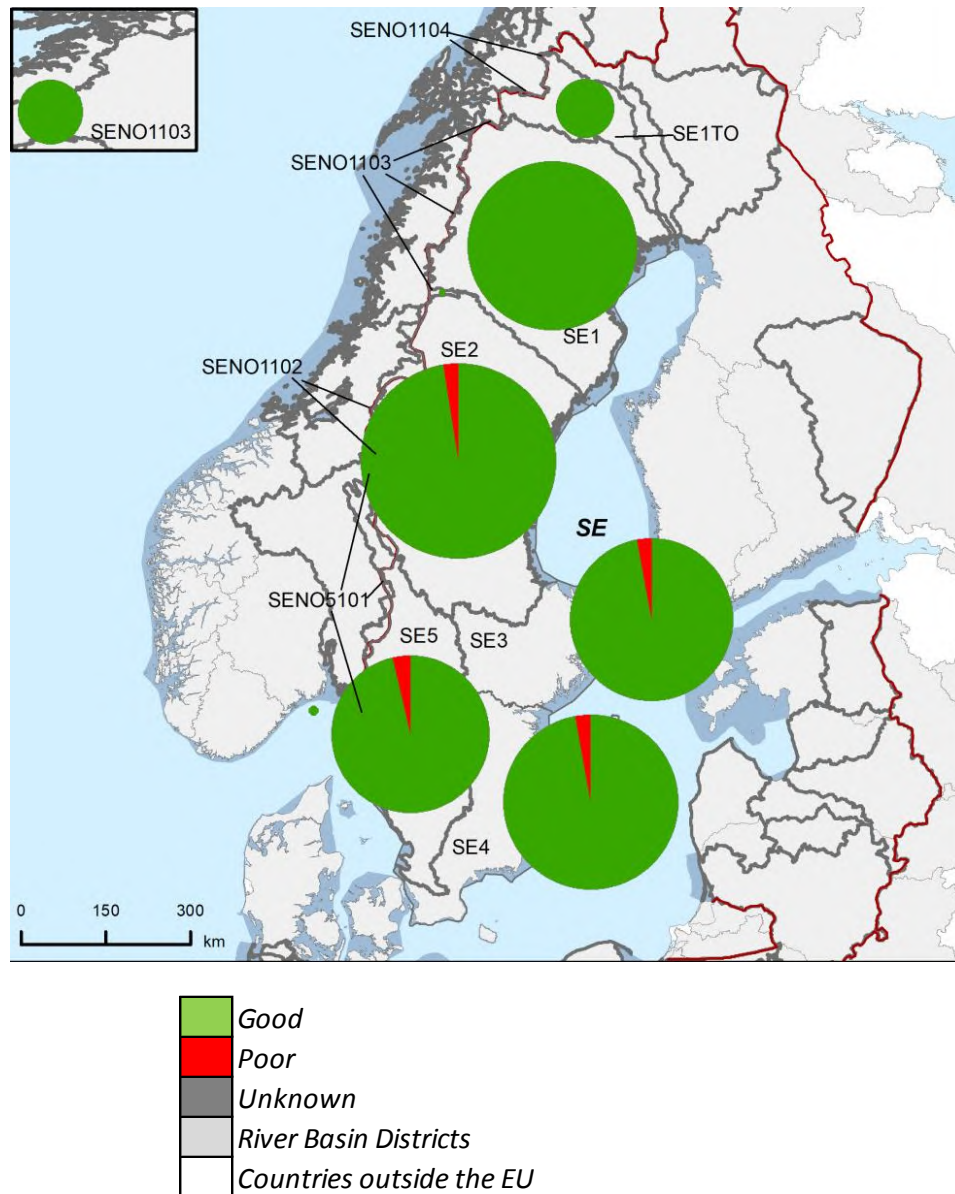 SENO1104
SENO1103
SE1TO
SENO1103
SE1
SE2
SENO1102
SE
SENO5101
SE5
SE3
SE4
0 150 300
km
Good
Poor
Unknown
River Basin Districts
Countries outside the EU